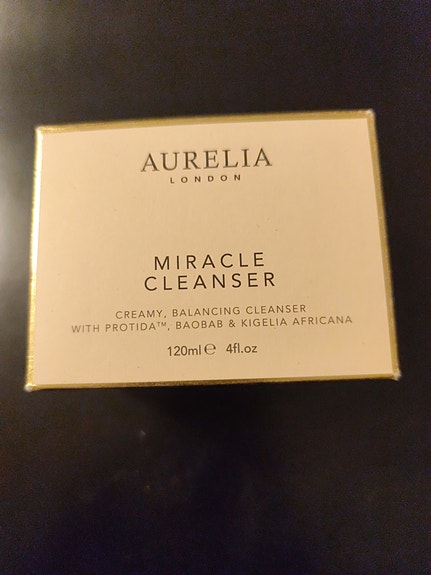 AURELIA
LONDON
MIRACLE
CLEANSER
CREAMY, BALANCING CLEANSER
WITH PROTIDA™, BAOBAB & KIGELIA AFRICANA
120ml ℮ 4fl.oz